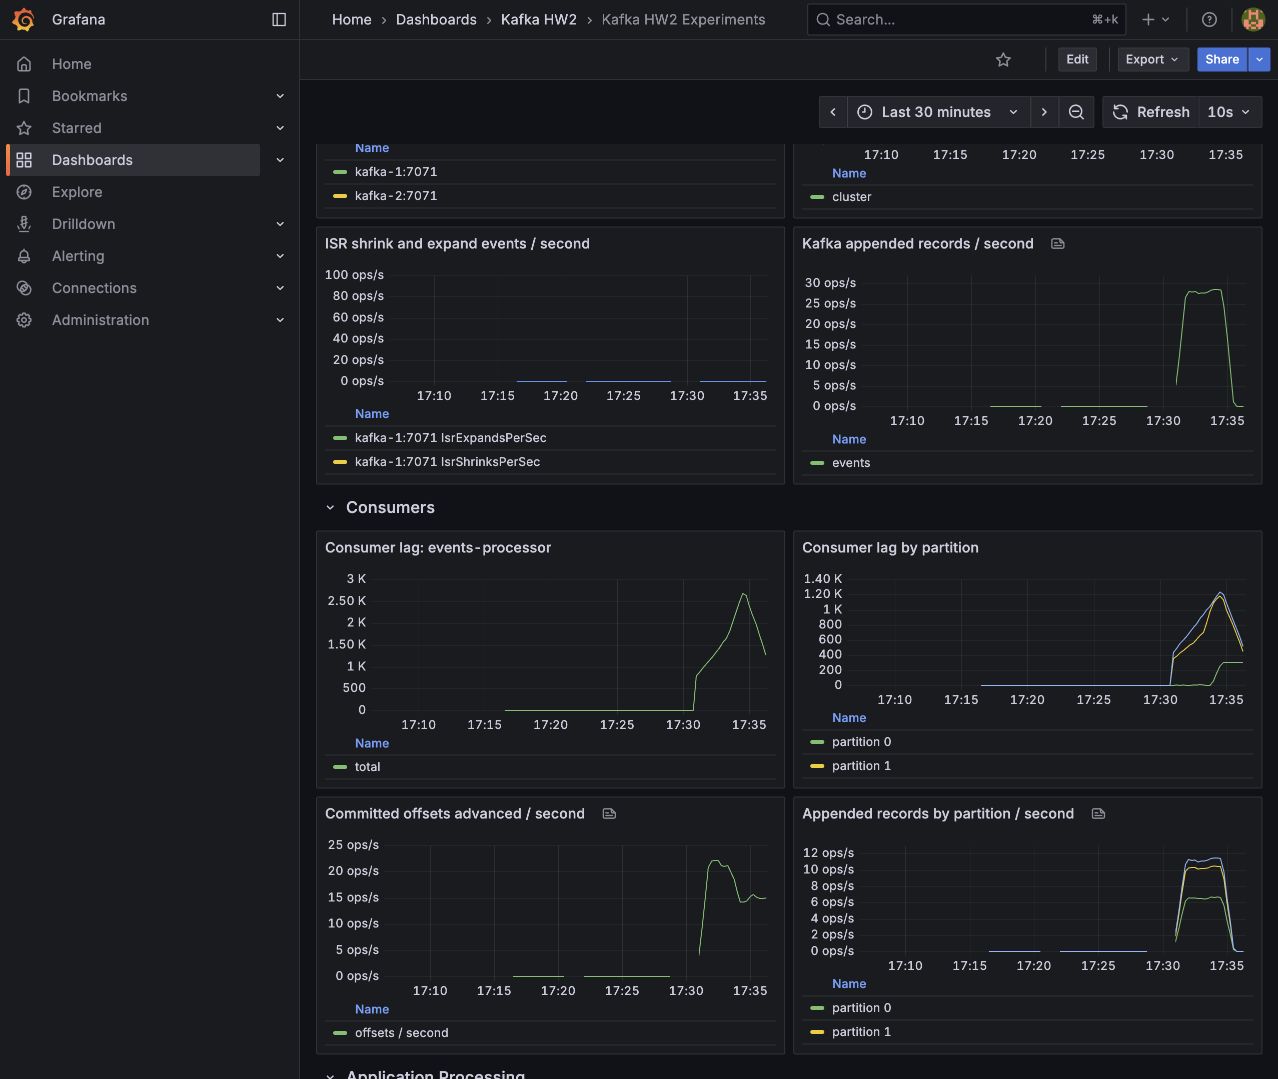 Grafana
Home
Bookmarks
Starred
Dashboards
Explore
Drilldown
Alerting
Connections
Administration
Home › Dashboards › Kafka HW2 › Kafka HW2 Experiments
Search...
⌘+k
Edit
Export
Share
Last 30 minutes
Refresh
10s
Name
kafka-1:7071
kafka-2:7071
17:10 17:15 17:20 17:25 17:30 17:35
Name
cluster
ISR shrink and expand events / second
100 ops/s
80 ops/s
60 ops/s
40 ops/s
20 ops/s
0 ops/s
17:10 17:15 17:20 17:25 17:30 17:35
Name
kafka-1:7071 IsrExpandsPerSec
kafka-1:7071 IsrShrinksPerSec
Kafka appended records / second
30 ops/s
25 ops/s
20 ops/s
15 ops/s
10 ops/s
5 ops/s
0 ops/s
17:10 17:15 17:20 17:25 17:30 17:35
Name
events
Consumers
Consumer lag: events-processor
3 K
2.50 K
2 K
1.50 K
1 K
500
0
17:10 17:15 17:20 17:25 17:30 17:35
Name
total
Consumer lag by partition
1.40 K
1.20 K
1 K
800
600
400
200
0
17:10 17:15 17:20 17:25 17:30 17:35
Name
partition 0
partition 1
Committed offsets advanced / second
25 ops/s
20 ops/s
15 ops/s
10 ops/s
5 ops/s
0 ops/s
17:10 17:15 17:20 17:25 17:30 17:35
Name
offsets / second
Appended records by partition / second
12 ops/s
10 ops/s
8 ops/s
6 ops/s
4 ops/s
2 ops/s
0 ops/s
17:10 17:15 17:20 17:25 17:30 17:35
Name
partition 0
partition 1
Application Processing